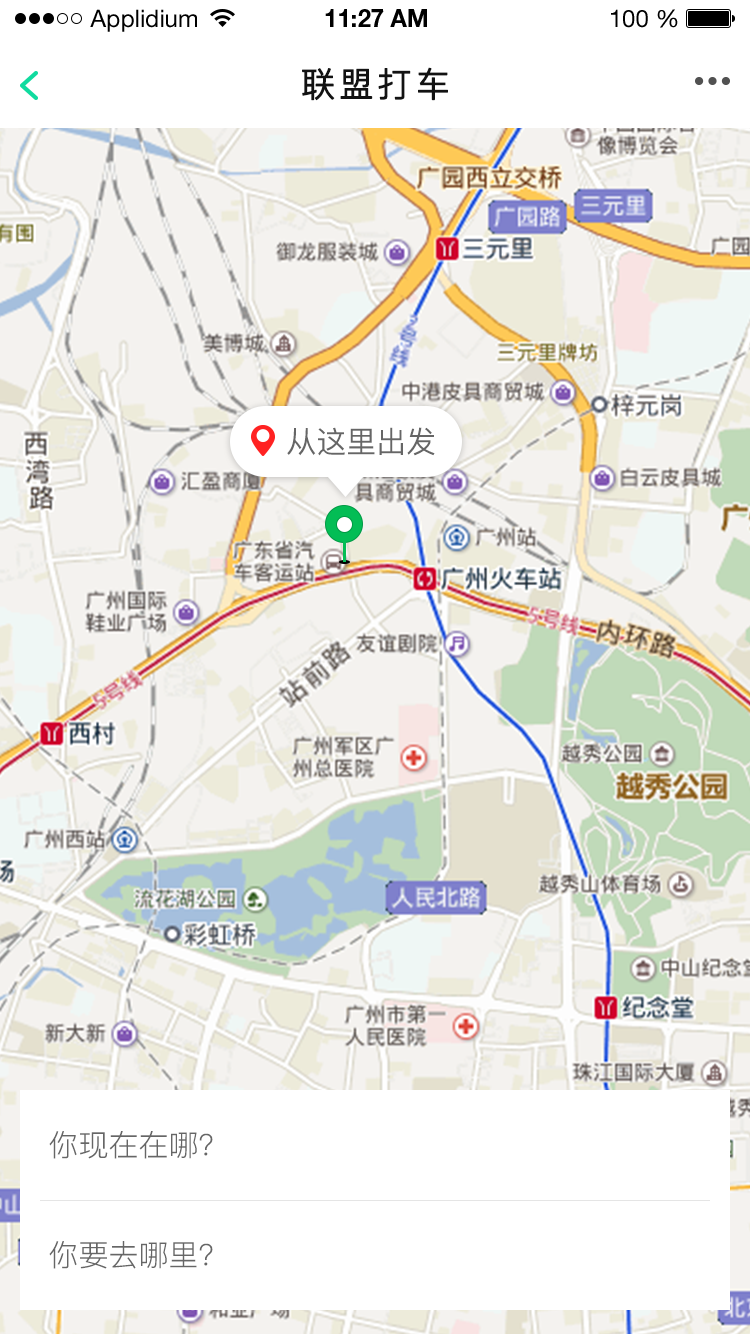 Applidium
11:27 AM
100 %
联盟打车
像博览会
广园西立交桥
三元里
广园路
有围
三元里
广园
御龙服装城
美博城
三元里牌坊
中港皮具商贸城
梓元岗
从这里出发
西湾路
汇盈商厦
具商贸城
白云皮具城
广州站
广东省汽
车客运站
广州火车站
广州国际
鞋业广场
5号线
内环路
友谊剧院
站前路
5号线
西村
广州军区广
州总医院
越秀公园
越秀公园
广州西站
场
越秀山体育场
流花湖公园
人民北路
彩虹桥
中山纪念堂
纪念堂
广州市第一
人民医院
新大新
珠江国际大厦
你现在在哪?
你要去哪里?